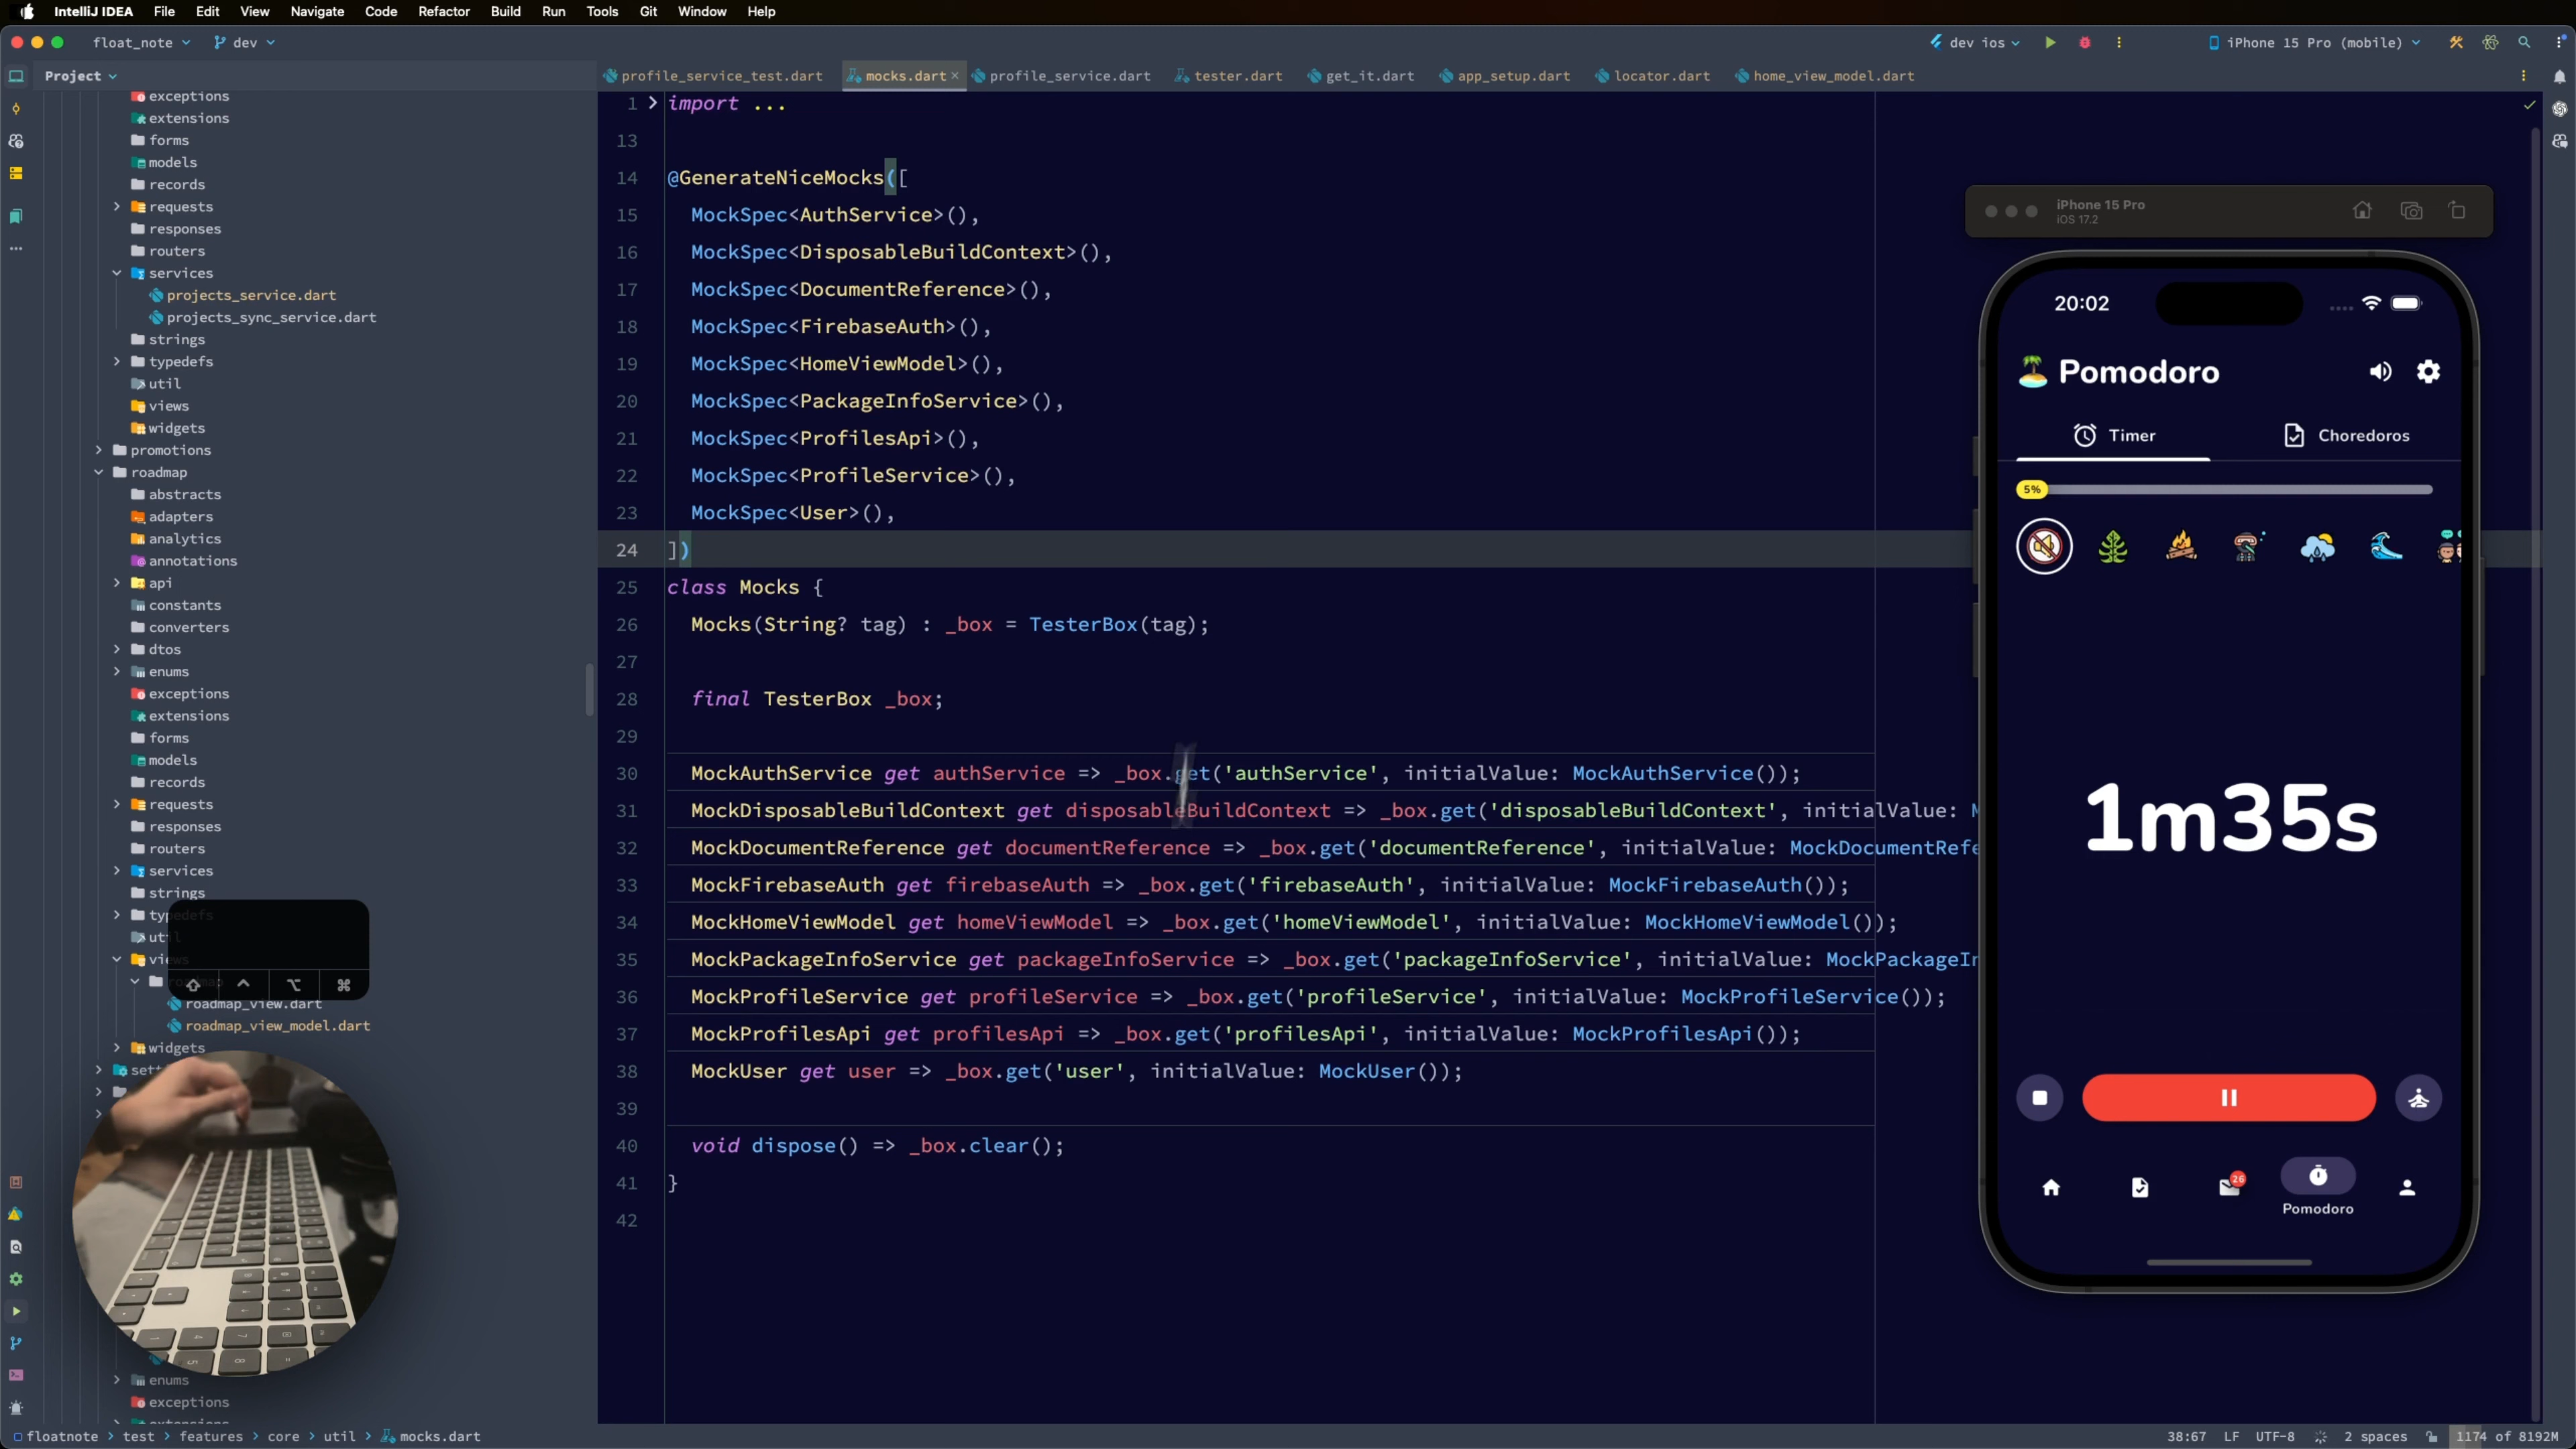 IntelliJ IDEA File Edit View Navigate Code Refactor Build Run Tools Git Window Help
float_note dev dev ios iPhone 15 Pro (mobile)
Project
profile_service_test.dart mocks.dart profile_service.dart tester.dart get_it.dart app_setup.dart locator.dart home_view_model.dart
exceptions
extensions
forms
models
records
requests
responses
routers
services
projects_service.dart
projects_sync_service.dart
strings
typedefs
util
views
widgets
promotions
roadmap
abstracts
adapters
analytics
annotations
api
constants
converters
dtos
enums
exceptions
extensions
forms
models
records
requests
responses
routers
services
strings
typedefs
util
views
roadmap_view.dart
roadmap_view_model.dart
widgets
enums
exceptions
1 import ...
13
14 @GenerateNiceMocks([
15 MockSpec<AuthService>(),
16 MockSpec<DisposableBuildContext>(),
17 MockSpec<DocumentReference>(),
18 MockSpec<FirebaseAuth>(),
19 MockSpec<HomeViewModel>(),
20 MockSpec<PackageInfoService>(),
21 MockSpec<ProfilesApi>(),
22 MockSpec<ProfileService>(),
23 MockSpec<User>(),
24 ])
25 class Mocks {
26 Mocks(String? tag) : _box = TesterBox(tag);
27
28 final TesterBox _box;
29
30 MockAuthService get authService => _box.get('authService', initialValue: MockAuthService());
31 MockDisposableBuildContext get disposableBuildContext => _box.get('disposableBuildContext', initialValue: M
32 MockDocumentReference get documentReference => _box.get('documentReference', initialValue: MockDocumentRefe
33 MockFirebaseAuth get firebaseAuth => _box.get('firebaseAuth', initialValue: MockFirebaseAuth());
34 MockHomeViewModel get homeViewModel => _box.get('homeViewModel', initialValue: MockHomeViewModel());
35 MockPackageInfoService get packageInfoService => _box.get('packageInfoService', initialValue: MockPackageIn
36 MockProfileService get profileService => _box.get('profileService', initialValue: MockProfileService());
37 MockProfilesApi get profilesApi => _box.get('profilesApi', initialValue: MockProfilesApi());
38 MockUser get user => _box.get('user', initialValue: MockUser());
39
40 void dispose() => _box.clear();
41 }
42
iPhone 15 Pro
iOS 17.2
20:02
Pomodoro
Timer Choredoros
5%
1m35s
26
Pomodoro
floatnote > test > features > core > util > mocks.dart
38:67 LF UTF-8 2 spaces 1174 of 8192M